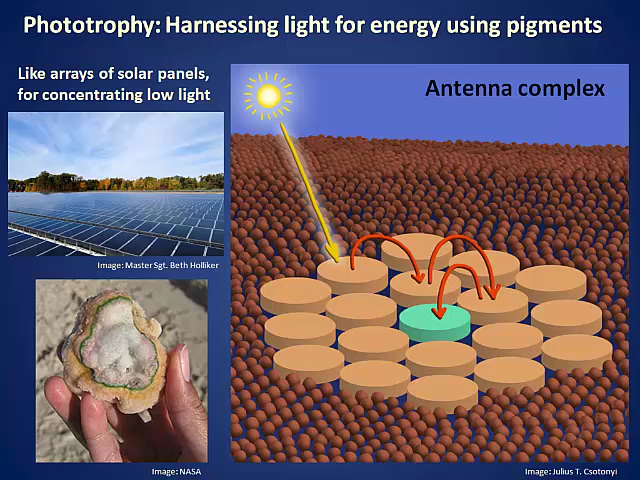 Phototrophy: Harnessing light for energy using pigments
Like arrays of solar panels,
for concentrating low light
Antenna complex
Image: Master Sgt. Beth Holliker
Image: NASA
Image: Julius T. Csotonyi